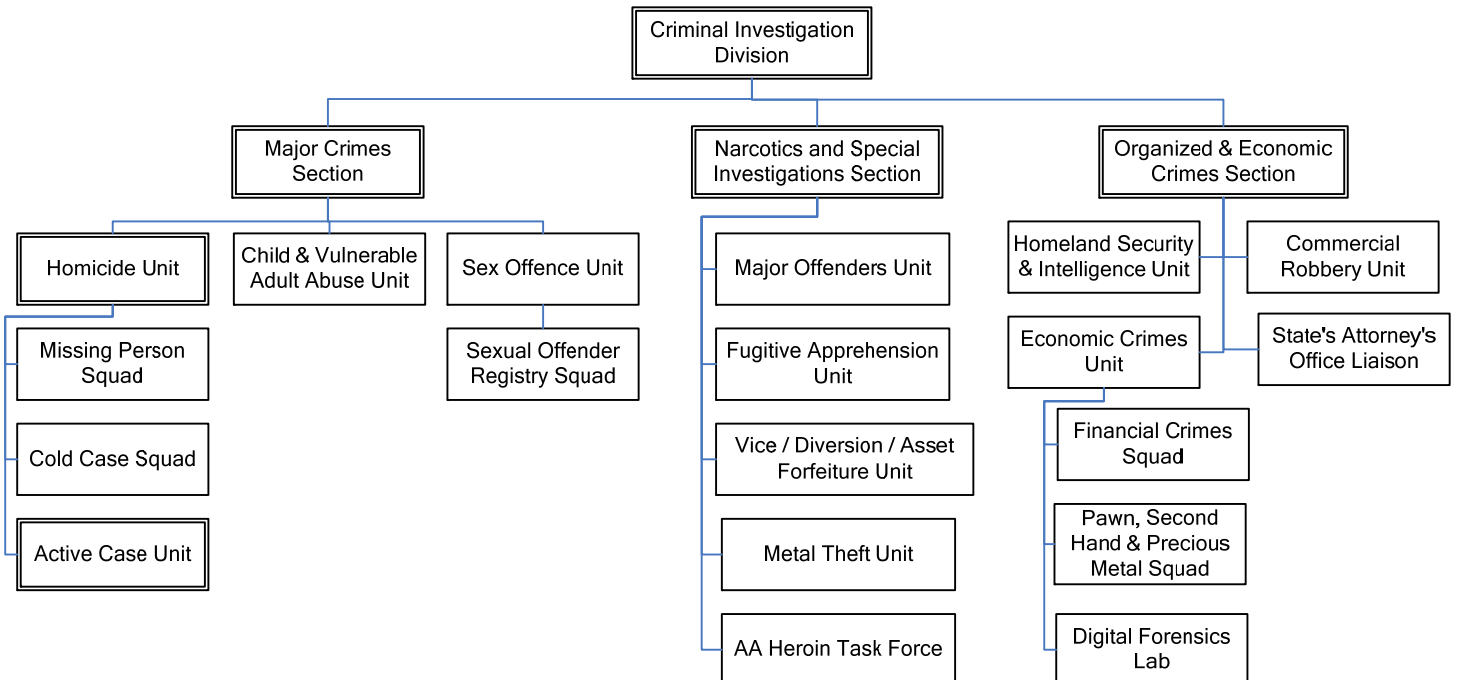 Criminal Investigation
Division
Major Crimes
Section
Narcotics and Special
Investigations Section
Organized & Economic
Crimes Section
Homicide Unit
Child & Vulnerable
Adult Abuse Unit
Sex Offence Unit
Missing Person
Squad
Sexual Offender
Registry Squad
Cold Case Squad
Active Case Unit
Major Offenders Unit
Fugitive Apprehension
Unit
Vice / Diversion / Asset
Forfeiture Unit
Metal Theft Unit
AA Heroin Task Force
Homeland Security
& Intelligence Unit
Commercial
Robbery Unit
Economic Crimes
Unit
State's Attorney's
Office Liaison
Financial Crimes
Squad
Pawn, Second
Hand & Precious
Metal Squad
Digital Forensics
Lab